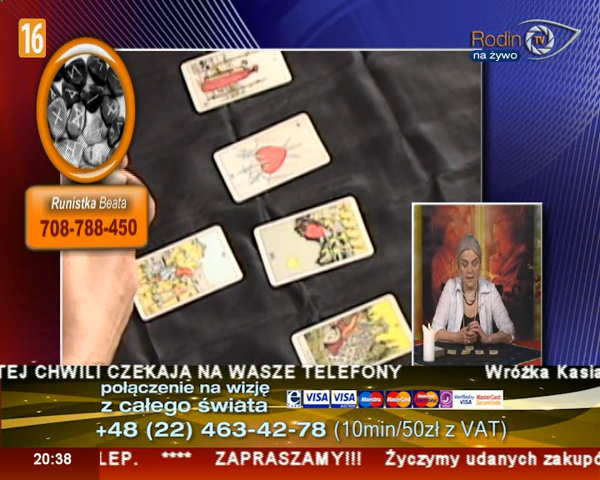 16
Rodin TV
na żywo
Runistka Beata
708-788-450
TEJ CHWILI CZEKAJĄ NA WASZE TELEFONY Wróżka Kasia
połączenie na wizję
z całego świata
VISA VISA Maestro MasterCard MasterCard Verified by VISA MasterCard SecureCode
+48 (22) 463-42-78 (10min/50zł z VAT)
20:38 LEP. **** ZAPRASZAMY!!! Życzymy udanych zakupó